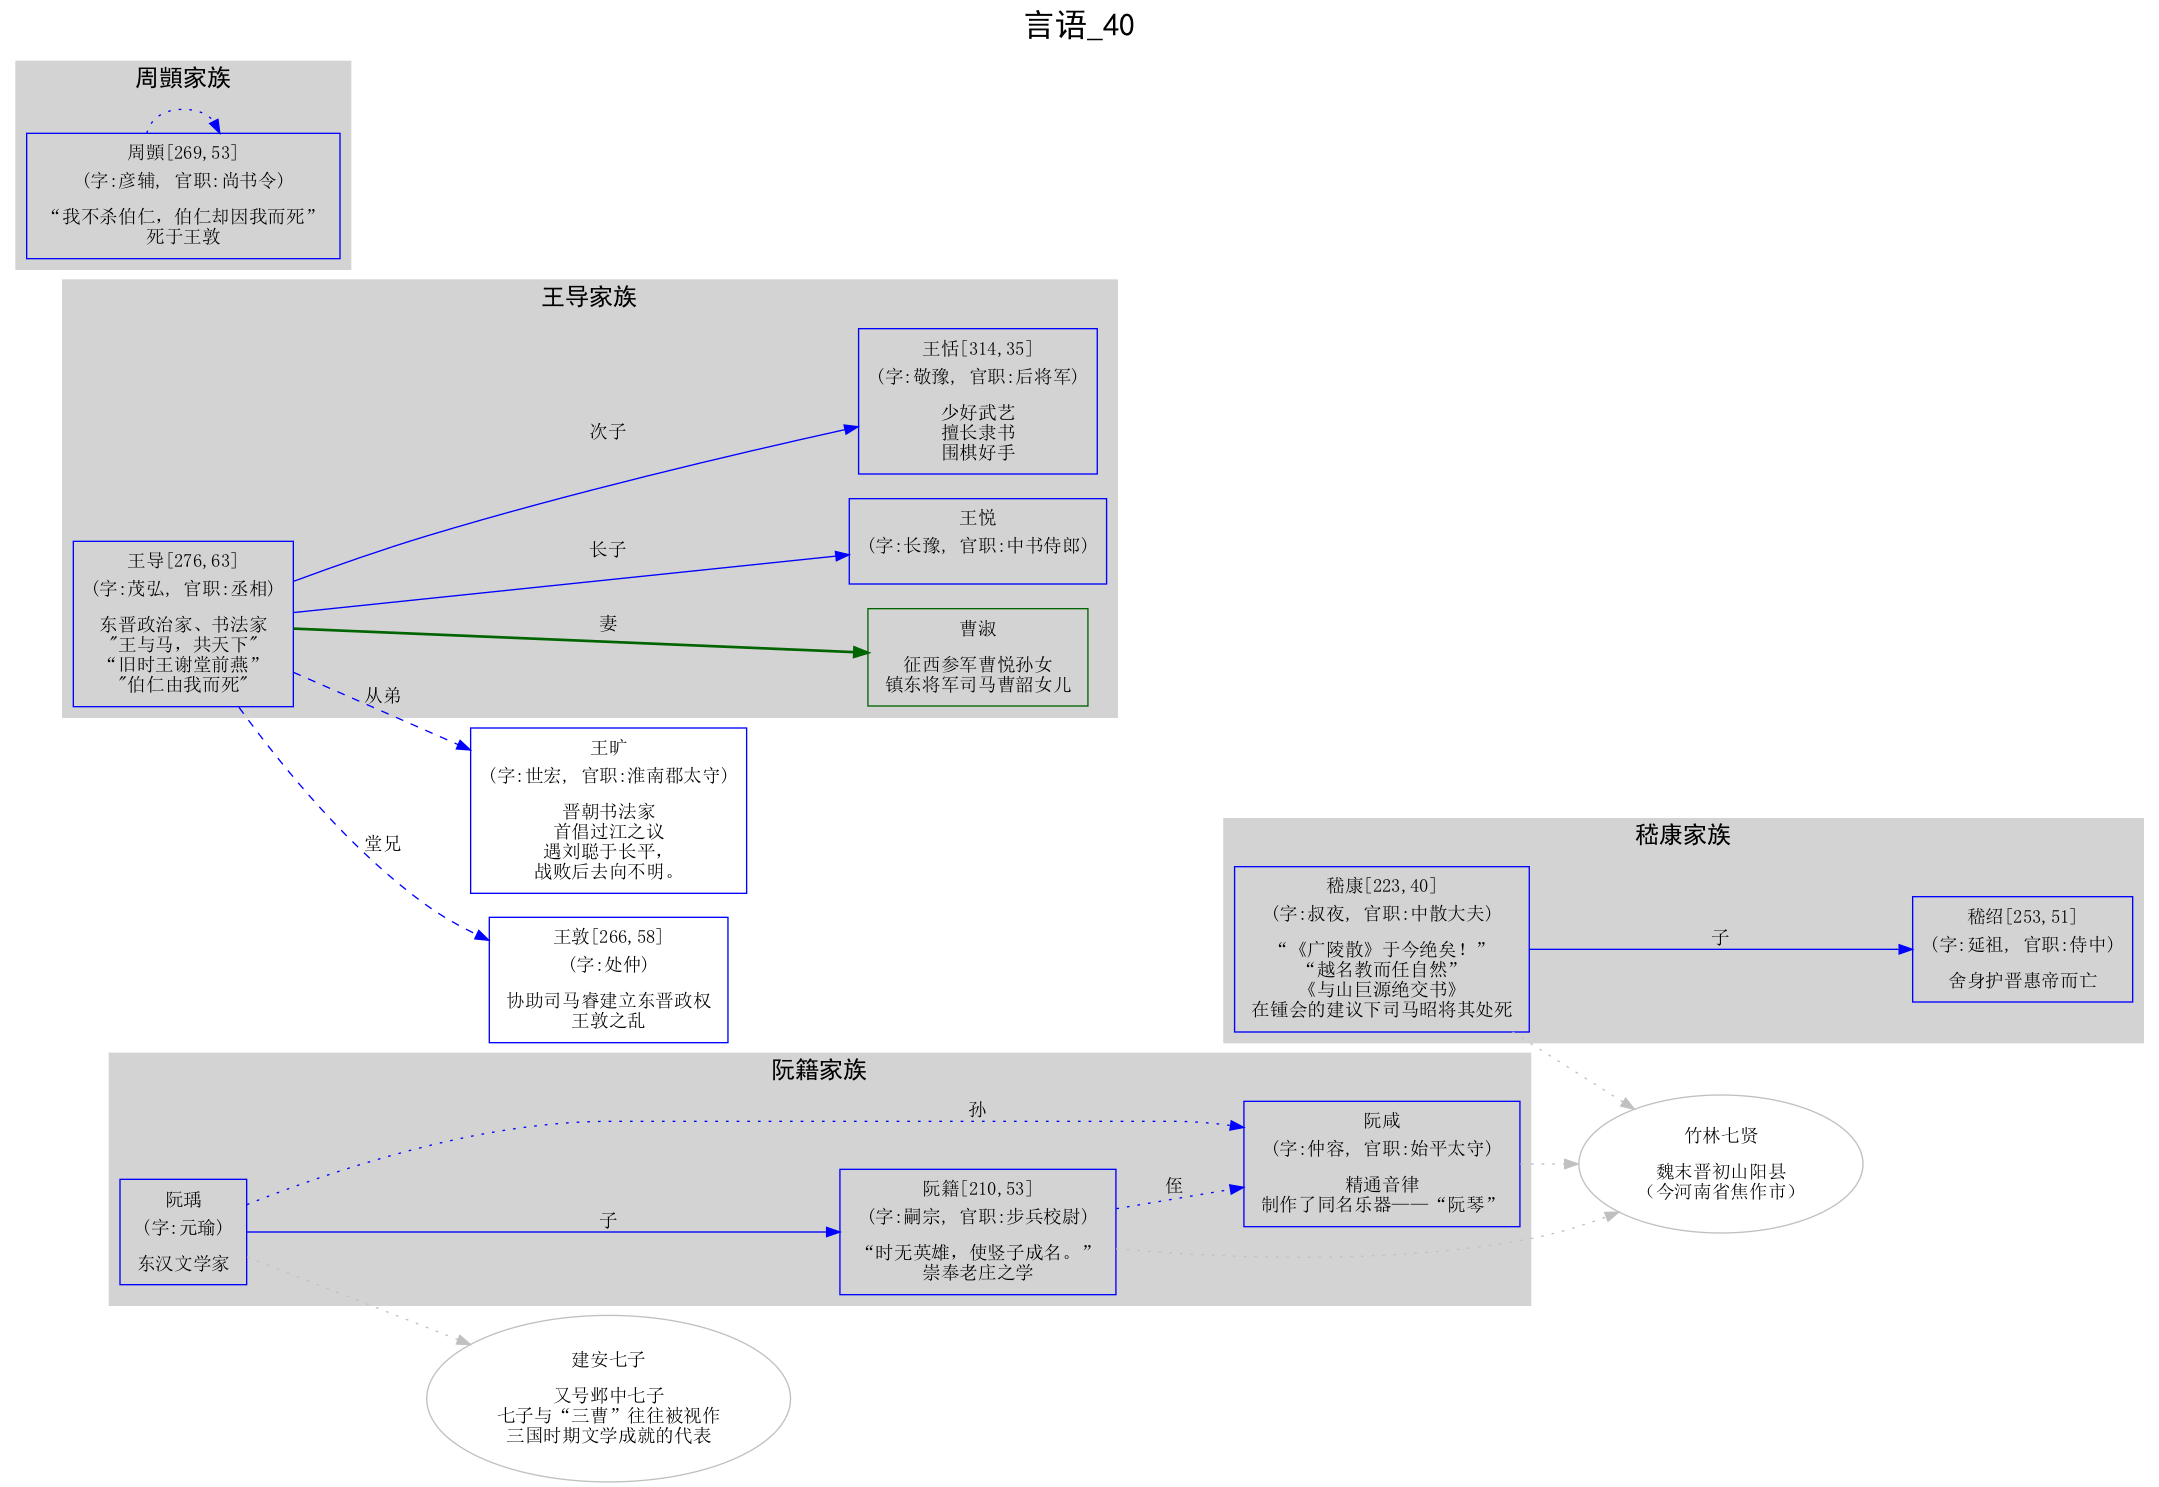 言语_40
周顗家族
周顗[269,53]
(字:彦辅, 官职:尚书令)
“我不杀伯仁，伯仁却因我而死”
死于王敦
王导家族
王恬[314,35]
(字:敬豫, 官职:后将军)
少好武艺
擅长隶书
围棋好手
次子
王悦
(字:长豫, 官职:中书侍郎)
长子
王导[276,63]
(字:茂弘, 官职:丞相)
东晋政治家、书法家
"王与马，共天下"
“旧时王谢堂前燕”
"伯仁由我而死"
妻
曹淑
征西参军曹悦孙女
镇东将军司马曹韶女儿
从弟
王旷
(字:世宏, 官职:淮南郡太守)
晋朝书法家
首倡过江之议
遇刘聪于长平，
战败后去向不明。
堂兄
王敦[266,58]
(字:处仲)
协助司马睿建立东晋政权
王敦之乱
嵇康家族
嵇康[223,40]
(字:叔夜, 官职:中散大夫)
“《广陵散》于今绝矣！”
“越名教而任自然”
《与山巨源绝交书》
在锺会的建议下司马昭将其处死
子
嵇绍[253,51]
(字:延祖, 官职:侍中)
舍身护晋惠帝而亡
阮籍家族
孙
阮咸
(字:仲容, 官职:始平太守)
精通音律
制作了同名乐器——“阮琴”
阮瑀
(字:元瑜)
东汉文学家
子
阮籍[210,53]
(字:嗣宗, 官职:步兵校尉)
“时无英雄，使竖子成名。”
崇奉老庄之学
侄
竹林七贤
魏末晋初山阳县
（今河南省焦作市）
建安七子
又号邺中七子
七子与“三曹”往往被视作
三国时期文学成就的代表